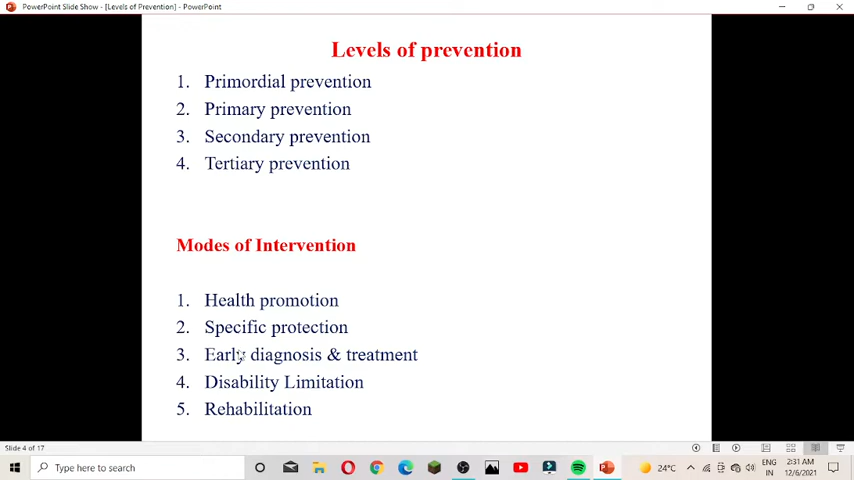 PowerPoint Slide Show - [Levels of Prevention] - PowerPoint
Levels of prevention
1. Primordial prevention
2. Primary prevention
3. Secondary prevention
4. Tertiary prevention
Modes of Intervention
1. Health promotion
2. Specific protection
3. Early diagnosis & treatment
4. Disability Limitation
5. Rehabilitation
Slide 4 of 17
Type here to search
24°C
ENG
IN
2:31 AM
12/6/2021